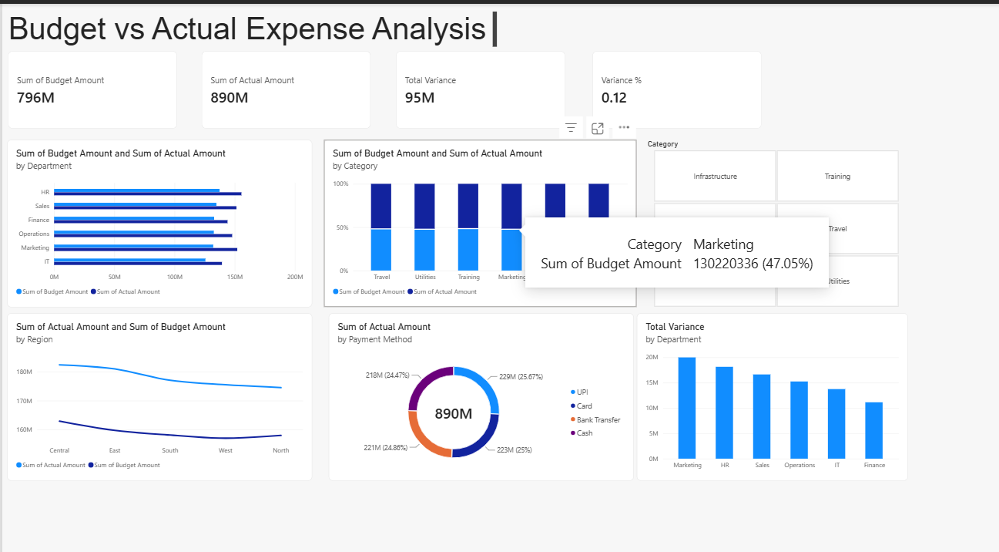 Budget vs Actual Expense Analysis
Sum of Budget Amount
796M
Sum of Actual Amount
890M
Total Variance
95M
Variance %
0.12
Sum of Budget Amount and Sum of Actual Amount
by Department
HR
Sales
Finance
Operations
Marketing
IT
0M 50M 100M 150M 200M
Sum of Budget Amount Sum of Actual Amount
Sum of Budget Amount and Sum of Actual Amount
by Category
100%
50%
0%
Travel Utilities Training Marketing
Sum of Budget Amount Sum of Actual Amount
Category Marketing
Sum of Budget Amount 130220336 (47.05%)
Category
Infrastructure Training
Travel
Utilities
Sum of Actual Amount and Sum of Budget Amount
by Region
180M
170M
160M
Central East South West North
Sum of Actual Amount Sum of Budget Amount
Sum of Actual Amount
by Payment Method
218M (24.47%)
229M (25.67%)
890M
221M (24.86%)
223M (25%)
UPI
Card
Bank Transfer
Cash
Total Variance
by Department
20M
15M
10M
5M
0M
Marketing HR Sales Operations IT Finance